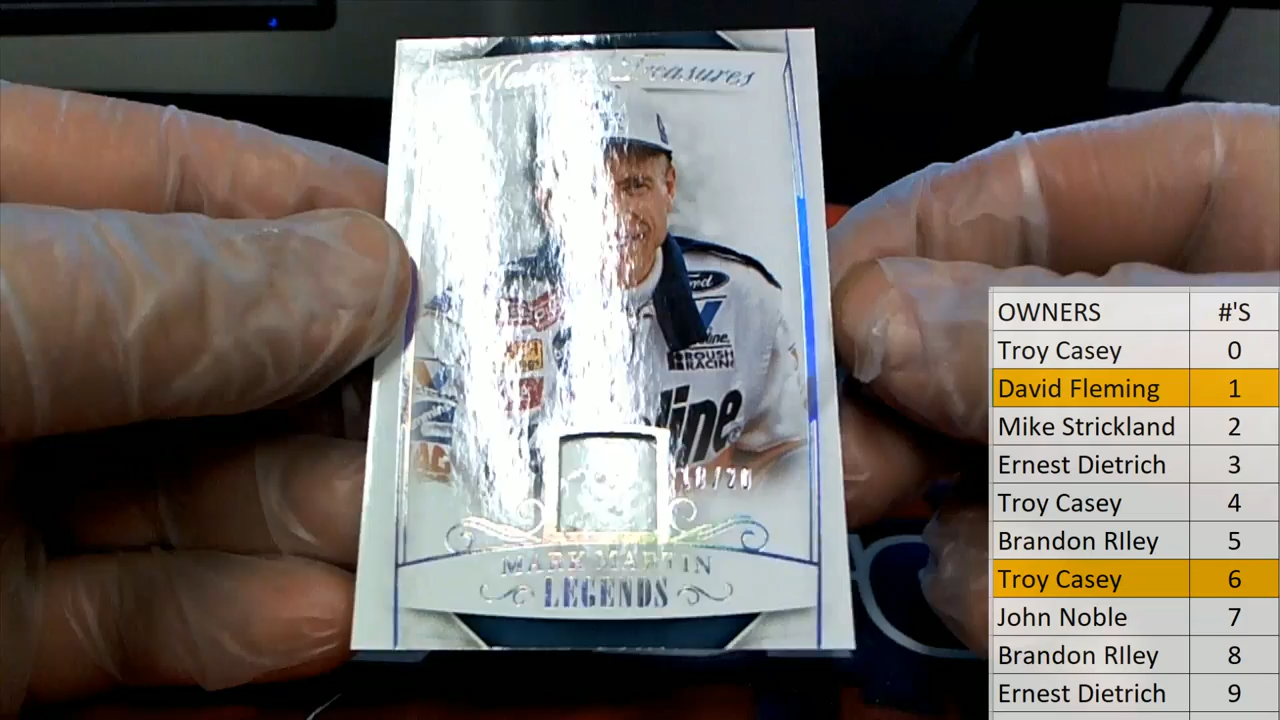 Treasures
Ford
ROUSH
RACING
line
/20
MARK MARTIN
LEGENDS
OWNERS #'S
Troy Casey 0
David Fleming 1
Mike Strickland 2
Ernest Dietrich 3
Troy Casey 4
Brandon RIley 5
Troy Casey 6
John Noble 7
Brandon RIley 8
Ernest Dietrich 9